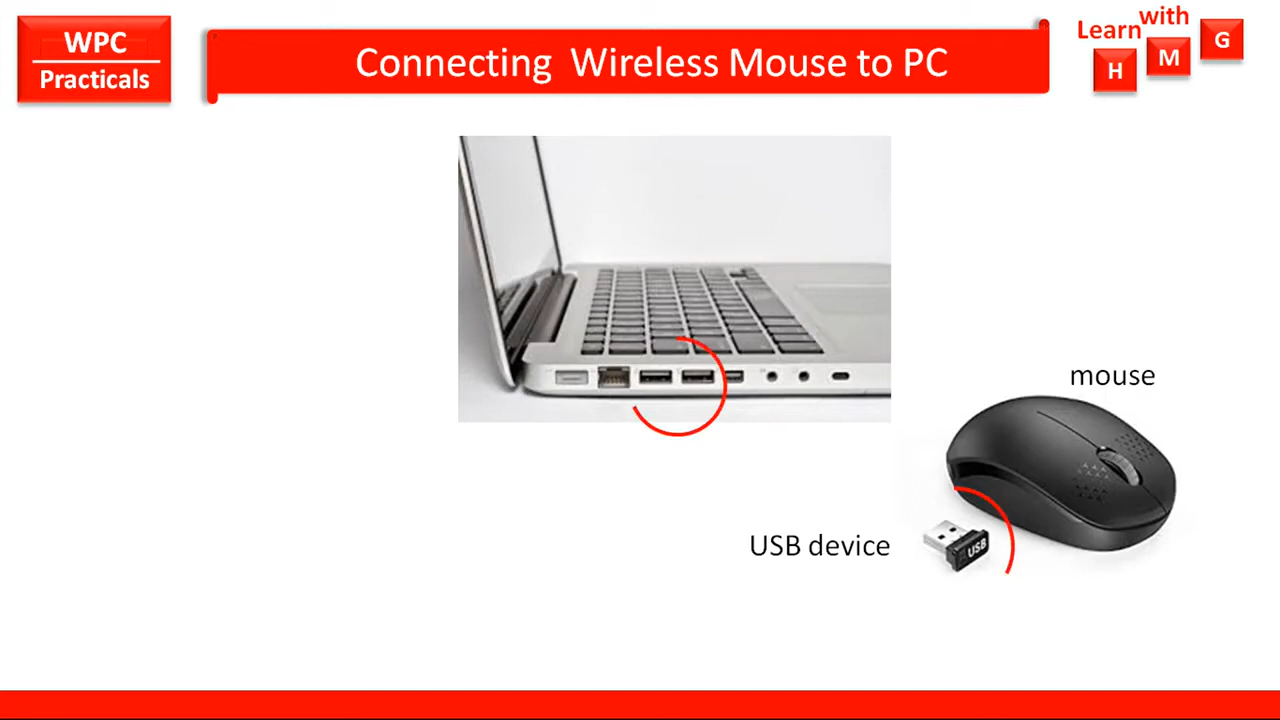 WPC
Practicals
Connecting Wireless Mouse to PC
Learn with
H M G
mouse
USB device
USB